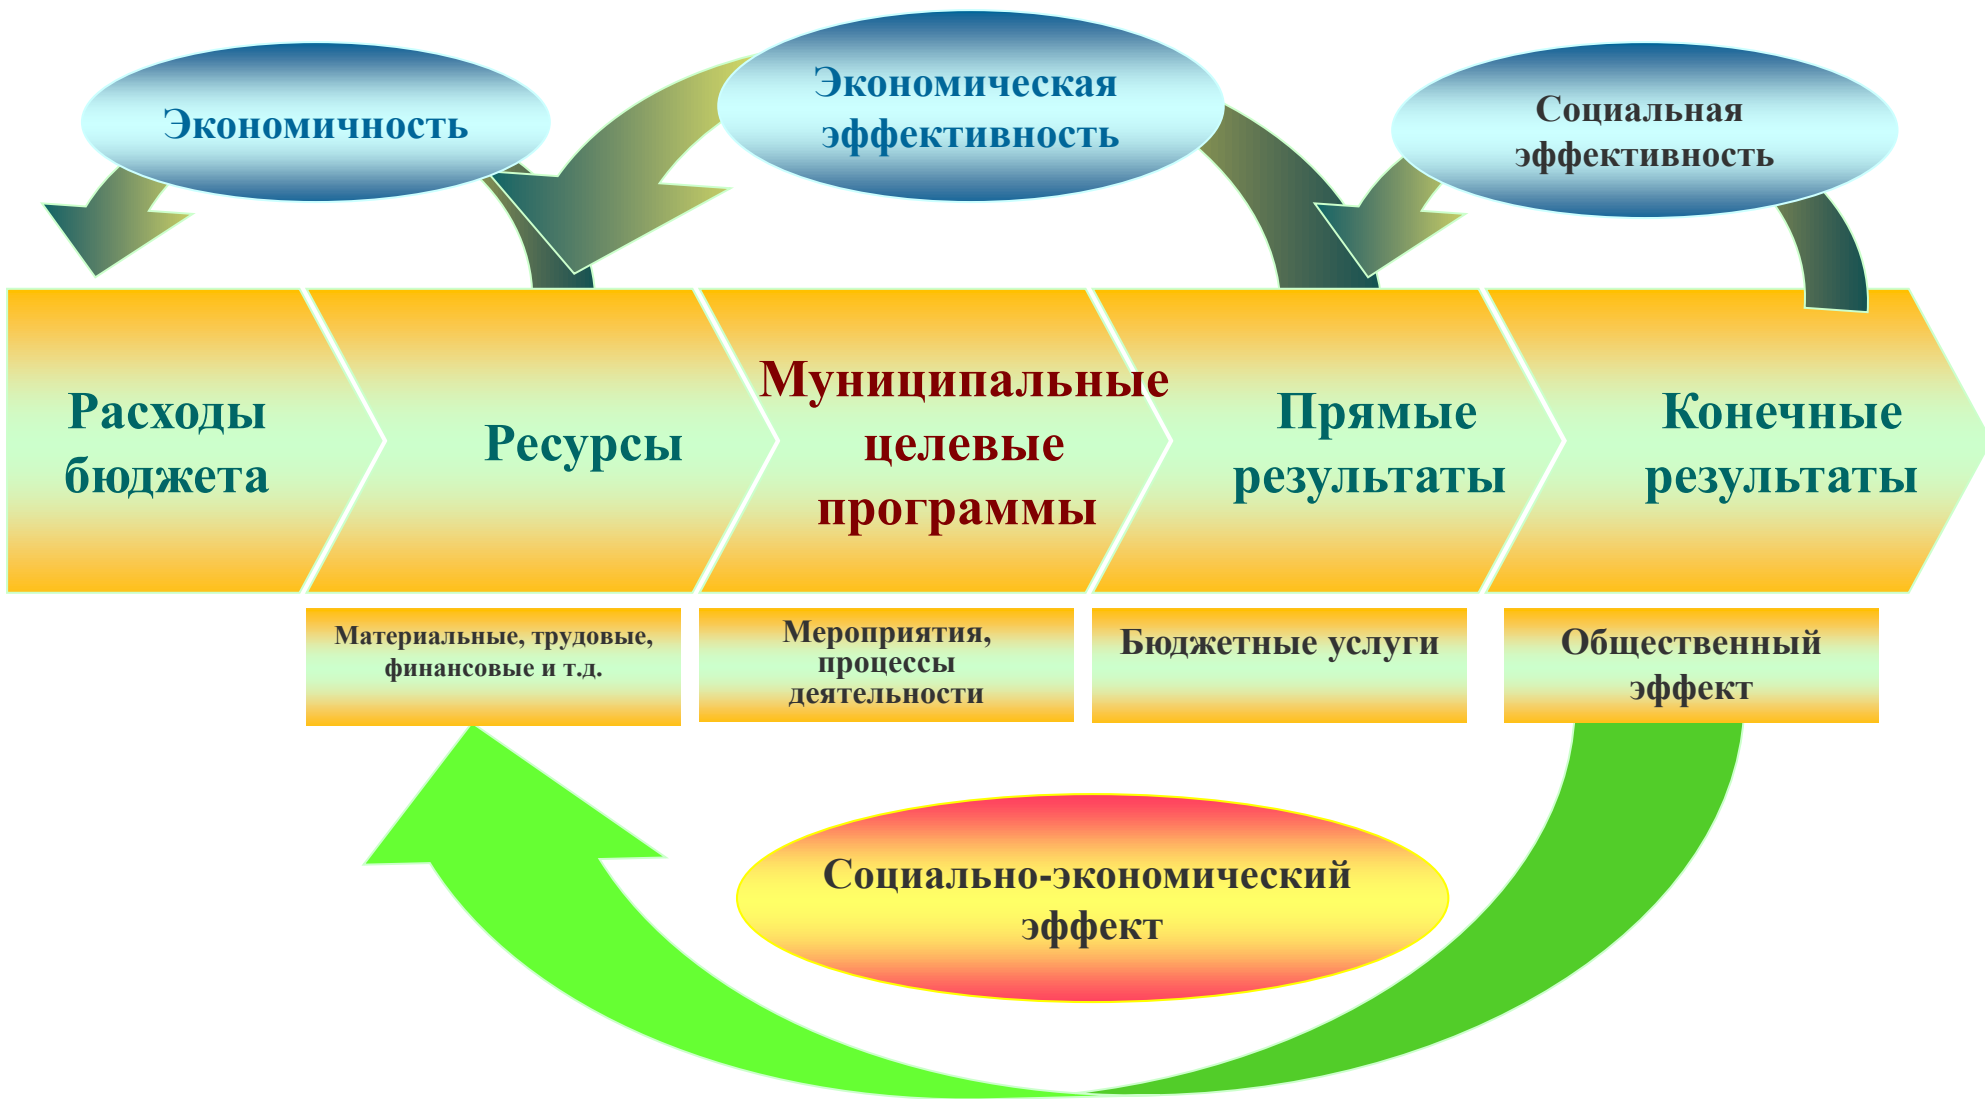 Экономичность
Экономическая
эффективность
Социальная
эффективность
Расходы
бюджета
Ресурсы
Муниципальные
целевые
программы
Прямые
результаты
Конечные
результаты
Материальные, трудовые,
финансовые и т.д.
Мероприятия,
процессы
деятельности
Бюджетные услуги
Общественный
эффект
Социально-экономический
эффект